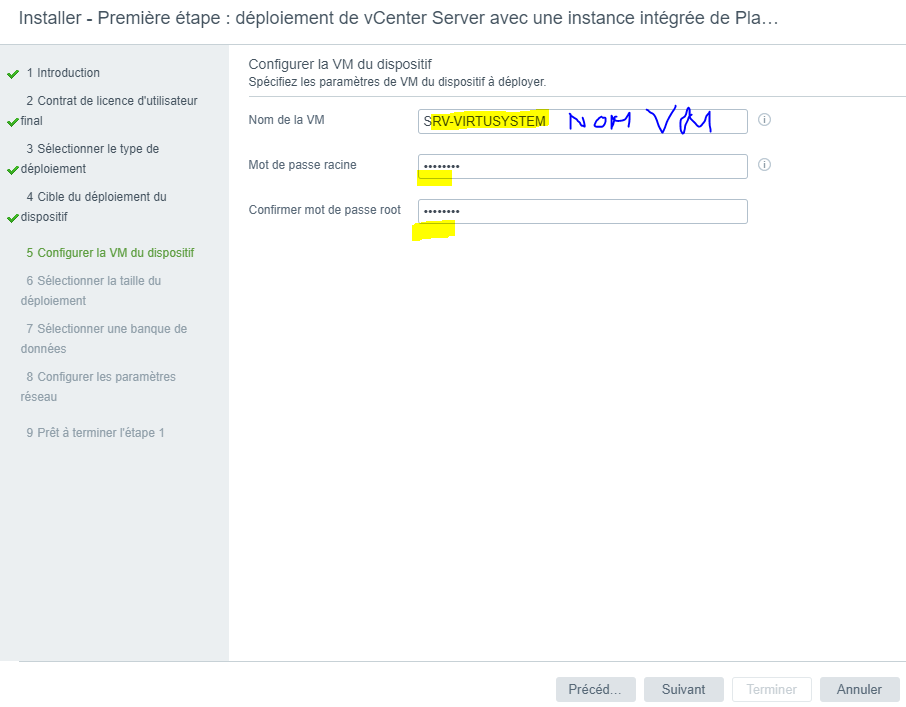 Installer - Première étape : déploiement de vCenter Server avec une instance intégrée de Pla…
1 Introduction
2 Contrat de licence d'utilisateur
final
3 Sélectionner le type de
déploiement
4 Cible du déploiement du
dispositif
5 Configurer la VM du dispositif
6 Sélectionner la taille du
déploiement
7 Sélectionner une banque de
données
8 Configurer les paramètres
réseau
9 Prêt à terminer l'étape 1
Configurer la VM du dispositif
Spécifiez les paramètres de VM du dispositif à déployer.
Nom de la VM SRV-VIRTUSYSTEM NOM VM
Mot de passe racine ••••••••
Confirmer mot de passe root ••••••••
Précéd… Suivant Terminer Annuler